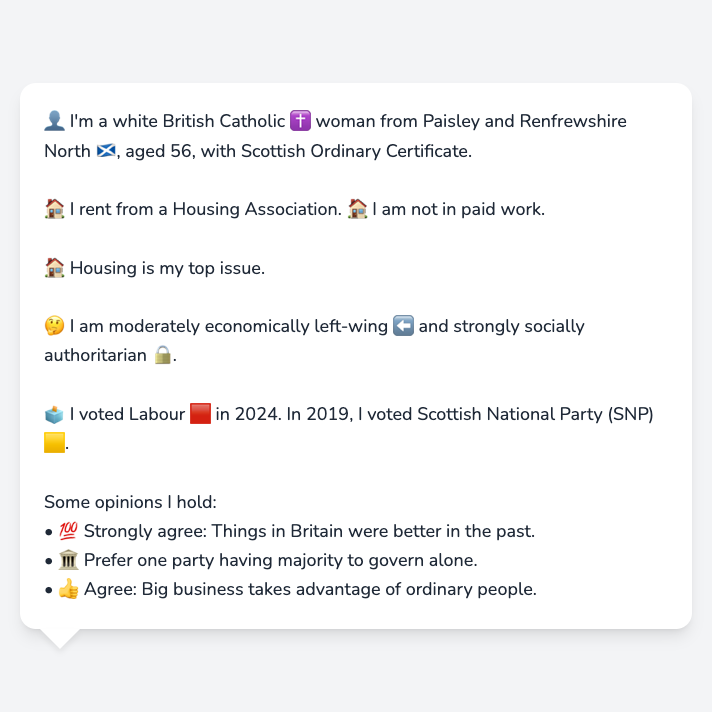 👤 I'm a white British Catholic ✝️ woman from Paisley and Renfrewshire
North 🏴󠁧󠁢󠁳󠁣󠁴󠁿, aged 56, with Scottish Ordinary Certificate.
🏠 I rent from a Housing Association. 🏠 I am not in paid work.
🏠 Housing is my top issue.
🤔 I am moderately economically left-wing ⬅️ and strongly socially
authoritarian 🔒.
🗳️ I voted Labour 🟥 in 2024. In 2019, I voted Scottish National Party (SNP)
🟨.
Some opinions I hold:
• 💯 Strongly agree: Things in Britain were better in the past.
• 🏛️ Prefer one party having majority to govern alone.
• 👍 Agree: Big business takes advantage of ordinary people.